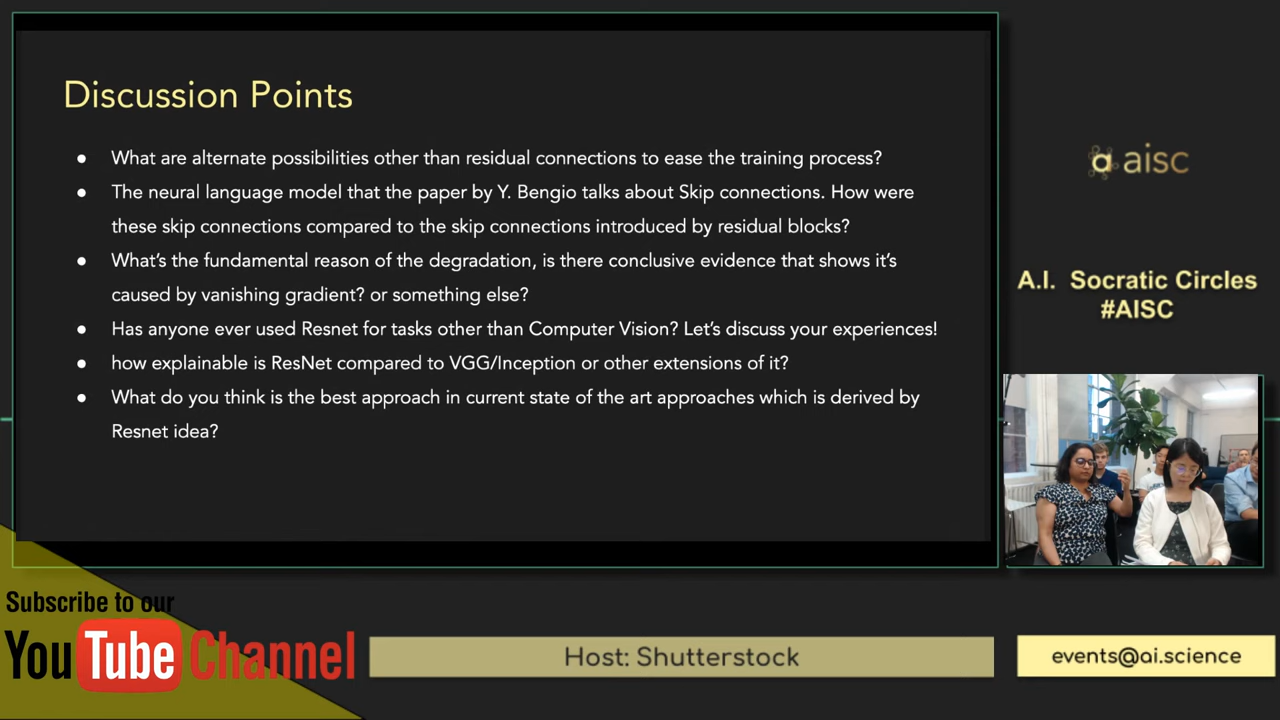 Discussion Points
● What are alternate possibilities other than residual connections to ease the training process?
● The neural language model that the paper by Y. Bengio talks about Skip connections. How were
these skip connections compared to the skip connections introduced by residual blocks?
● What's the fundamental reason of the degradation, is there conclusive evidence that shows it's
caused by vanishing gradient? or something else?
● Has anyone ever used Resnet for tasks other than Computer Vision? Let's discuss your experiences!
● how explainable is ResNet compared to VGG/Inception or other extensions of it?
● What do you think is the best approach in current state of the art approaches which is derived by
Resnet idea?
a aisc
A.I. Socratic Circles
#AISC
Subscribe to our
YouTube Channel
Host: Shutterstock
events@ai.science